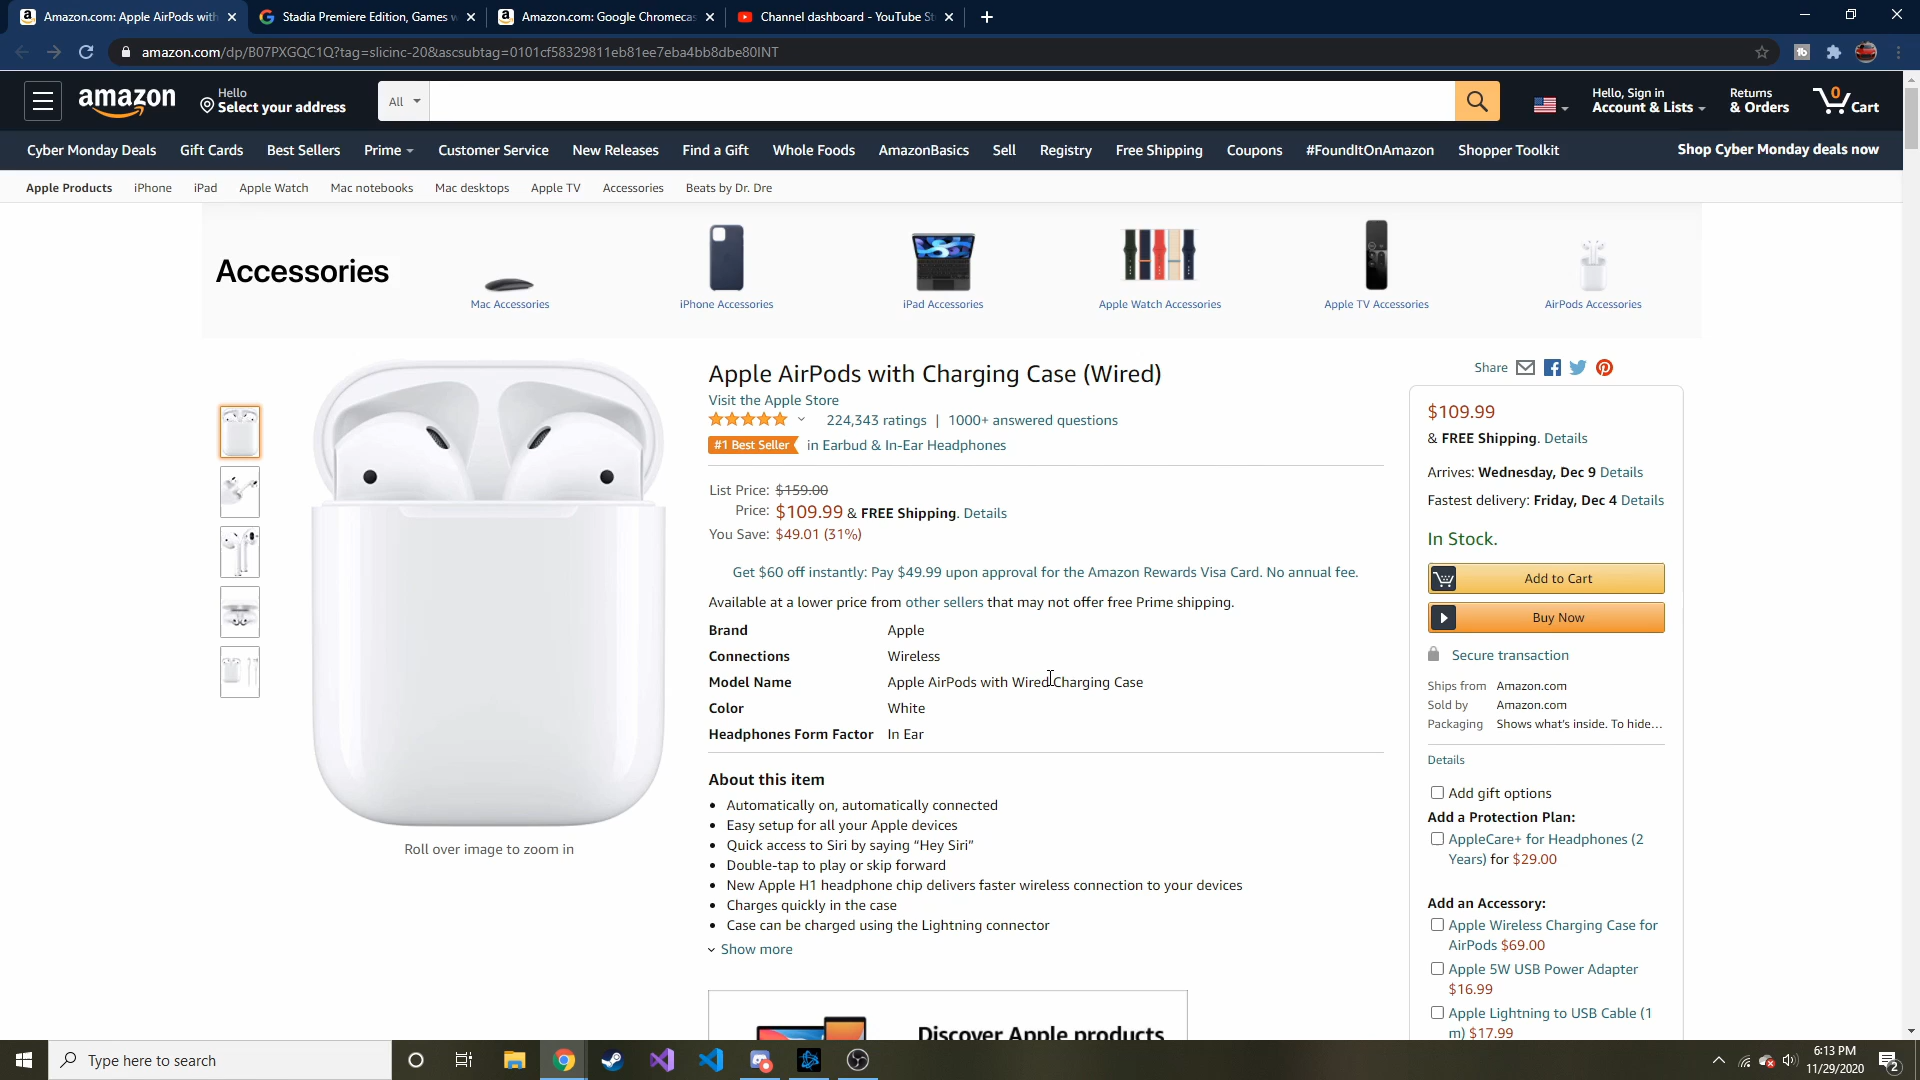 Amazon.com: Apple AirPods with
Stadia Premiere Edition, Games w
Amazon.com: Google Chromecas
Channel dashboard - YouTube St
amazon.com/dp/B07PXGQC1Q?tag=slicinc-20&ascsubtag=0101cf58329811eb81ee7eba4bb8dbe80INT
amazon
Hello
Select your address
All
Hello, Sign in
Account & Lists
Returns
& Orders
0
Cart
Cyber Monday Deals Gift Cards Best Sellers Prime Customer Service New Releases Find a Gift Whole Foods AmazonBasics Sell Registry Free Shipping Coupons #FoundItOnAmazon Shopper Toolkit Shop Cyber Monday deals now
Apple Products iPhone iPad Apple Watch Mac notebooks Mac desktops Apple TV Accessories Beats by Dr. Dre
Accessories
Mac Accessories iPhone Accessories iPad Accessories Apple Watch Accessories Apple TV Accessories AirPods Accessories
Roll over image to zoom in
Apple AirPods with Charging Case (Wired)
Visit the Apple Store
224,343 ratings | 1000+ answered questions
#1 Best Seller in Earbud & In-Ear Headphones
List Price: $159.00
Price: $109.99 & FREE Shipping. Details
You Save: $49.01 (31%)
Get $60 off instantly: Pay $49.99 upon approval for the Amazon Rewards Visa Card. No annual fee.
Available at a lower price from other sellers that may not offer free Prime shipping.
Brand Apple
Connections Wireless
Model Name Apple AirPods with Wired Charging Case
Color White
Headphones Form Factor In Ear
About this item
• Automatically on, automatically connected
• Easy setup for all your Apple devices
• Quick access to Siri by saying “Hey Siri”
• Double-tap to play or skip forward
• New Apple H1 headphone chip delivers faster wireless connection to your devices
• Charges quickly in the case
• Case can be charged using the Lightning connector
Show more
Discover Apple products
Share
$109.99
& FREE Shipping. Details
Arrives: Wednesday, Dec 9 Details
Fastest delivery: Friday, Dec 4 Details
In Stock.
Add to Cart
Buy Now
Secure transaction
Ships from Amazon.com
Sold by Amazon.com
Packaging Shows what's inside. To hide...
Details
Add gift options
Add a Protection Plan:
AppleCare+ for Headphones (2
Years) for $29.00
Add an Accessory:
Apple Wireless Charging Case for
AirPods $69.00
Apple 5W USB Power Adapter
$16.99
Apple Lightning to USB Cable (1
m) $17.99
Type here to search
6:13 PM
11/29/2020
2